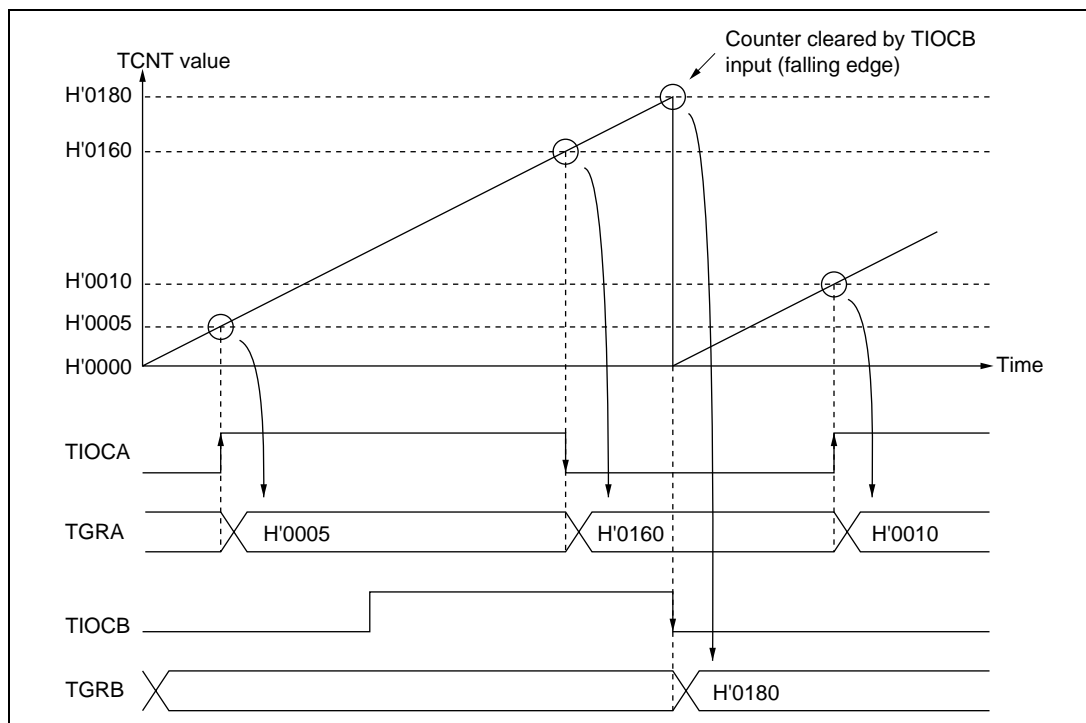 Counter cleared by TIOCB
input (falling edge)
TCNT value
H'0180
H'0160
H'0010
H'0005
H'0000
Time
TIOCA
TGRA
H'0005
H'0160
H'0010
TIOCB
TGRB
H'0180